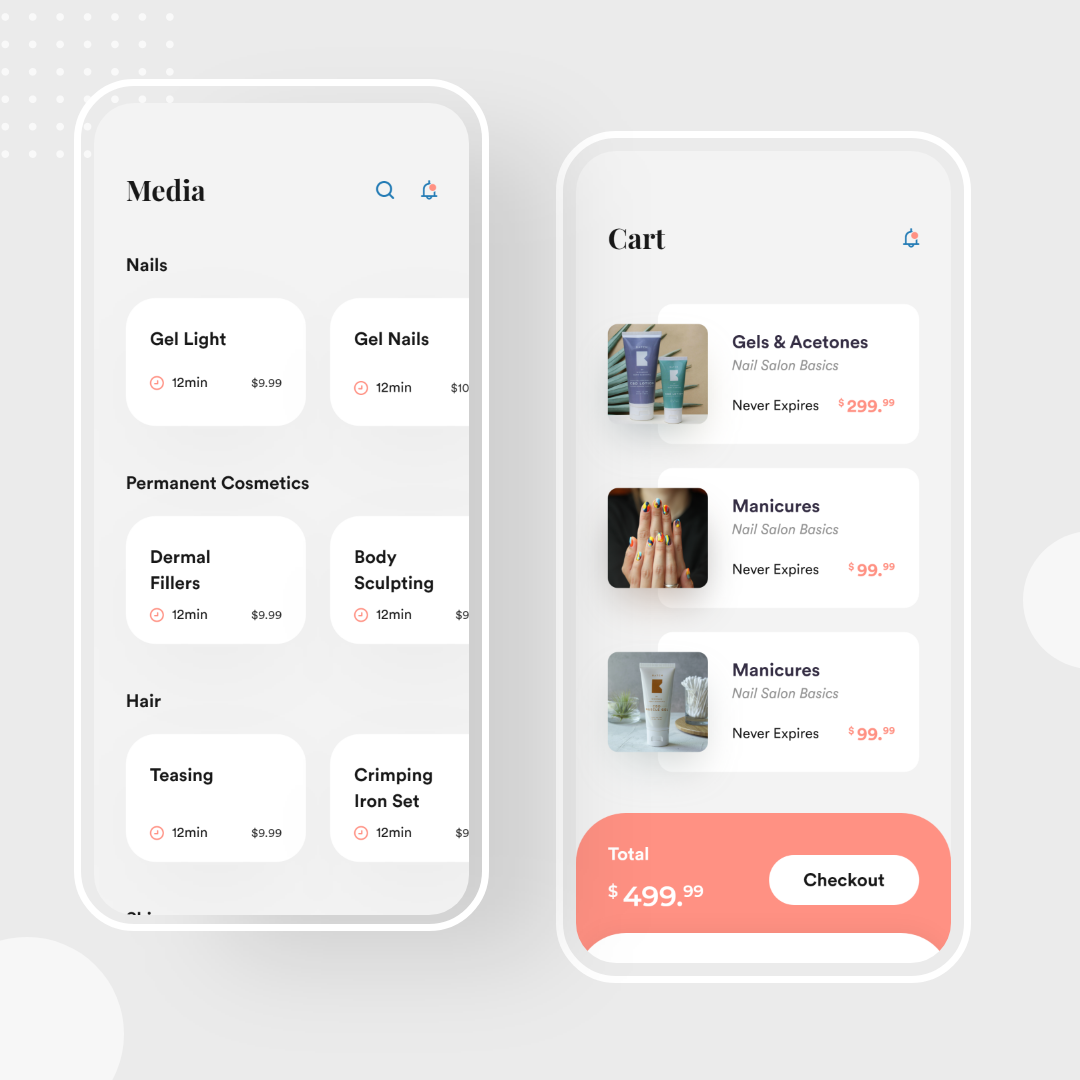 Media
Nails
Gel Light
12min $9.99
Gel Nails
12min $10
Permanent Cosmetics
Dermal
Fillers
12min $9.99
Body
Sculpting
12min $9
Hair
Teasing
12min $9.99
Crimping
Iron Set
12min $9
Cart
Gels & Acetones
Nail Salon Basics
Never Expires $299.99
Manicures
Nail Salon Basics
Never Expires $99.99
Manicures
Nail Salon Basics
Never Expires $99.99
Total
$499.99
Checkout